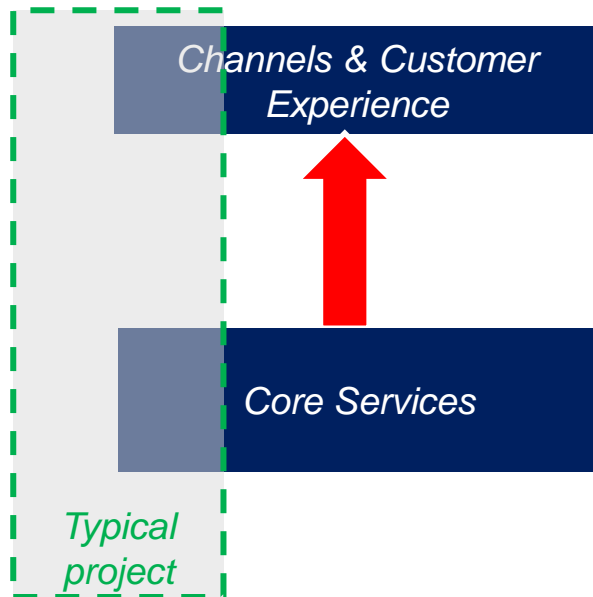 Channels & Customer
Experience
Core Services
Typical
project